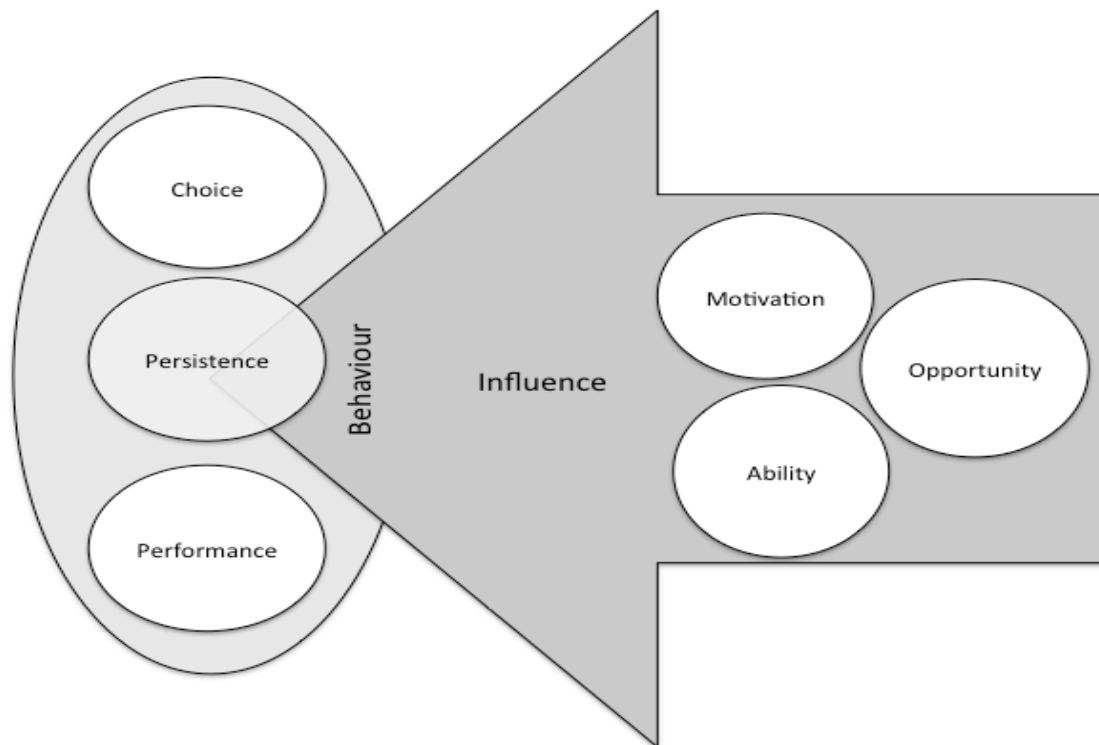 Choice
Persistence
Performance
Behaviour
Influence
Motivation
Opportunity
Ability